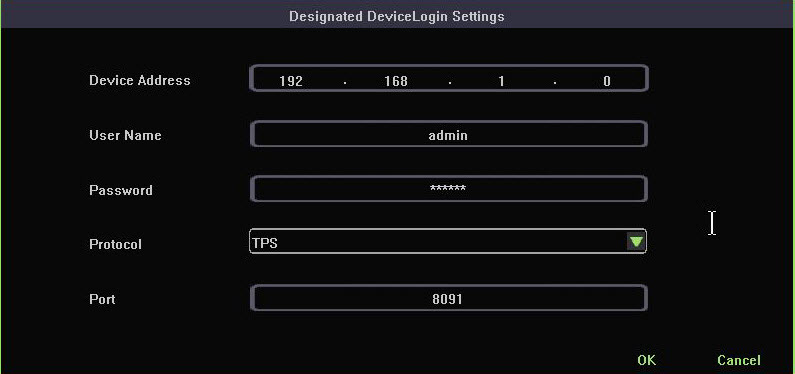 Designated DeviceLogin Settings
Device Address 192 . 168 . 1 . 0
User Name admin
Password ******
Protocol TPS
Port 8091
OK Cancel